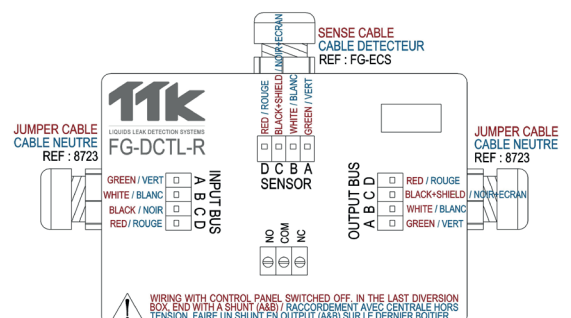 SENSE CABLE
CABLE DETECTEUR
REF : FG-ECS
TTK
LIQUIDS LEAK DETECTION SYSTEMS
FG-DCTL-R
RED / ROUGE
BLACK+SHIELD / NOIR+ECRAN
WHITE / BLANC
GREEN / VERT
D C B A
SENSOR
JUMPER CABLE
CABLE NEUTRE
REF : 8723
GREEN / VERT
WHITE / BLANC
BLACK / NOIR
RED/ ROUGE
A B C D
INPUT BUS
OUTPUT BUS
A B C D
RED / ROUGE
BLACK+SHIELD / NOIR+ECRAN
WHITE / BLANC
GREEN / VERT
JUMPER CABLE
CABLE NEUTRE
REF : 8723
NO
COM
NC
WIRING WITH CONTROL PANEL SWITCHED OFF. IN THE LAST DIVERSION
BOX, END WITH A SHUNT (A&B) / RACCORDEMENT AVEC CENTRALE HORS
TENSION. FAIRE UN SHUNT EN OUTPUT (A&B) SUR LE DERNIER BOITIER